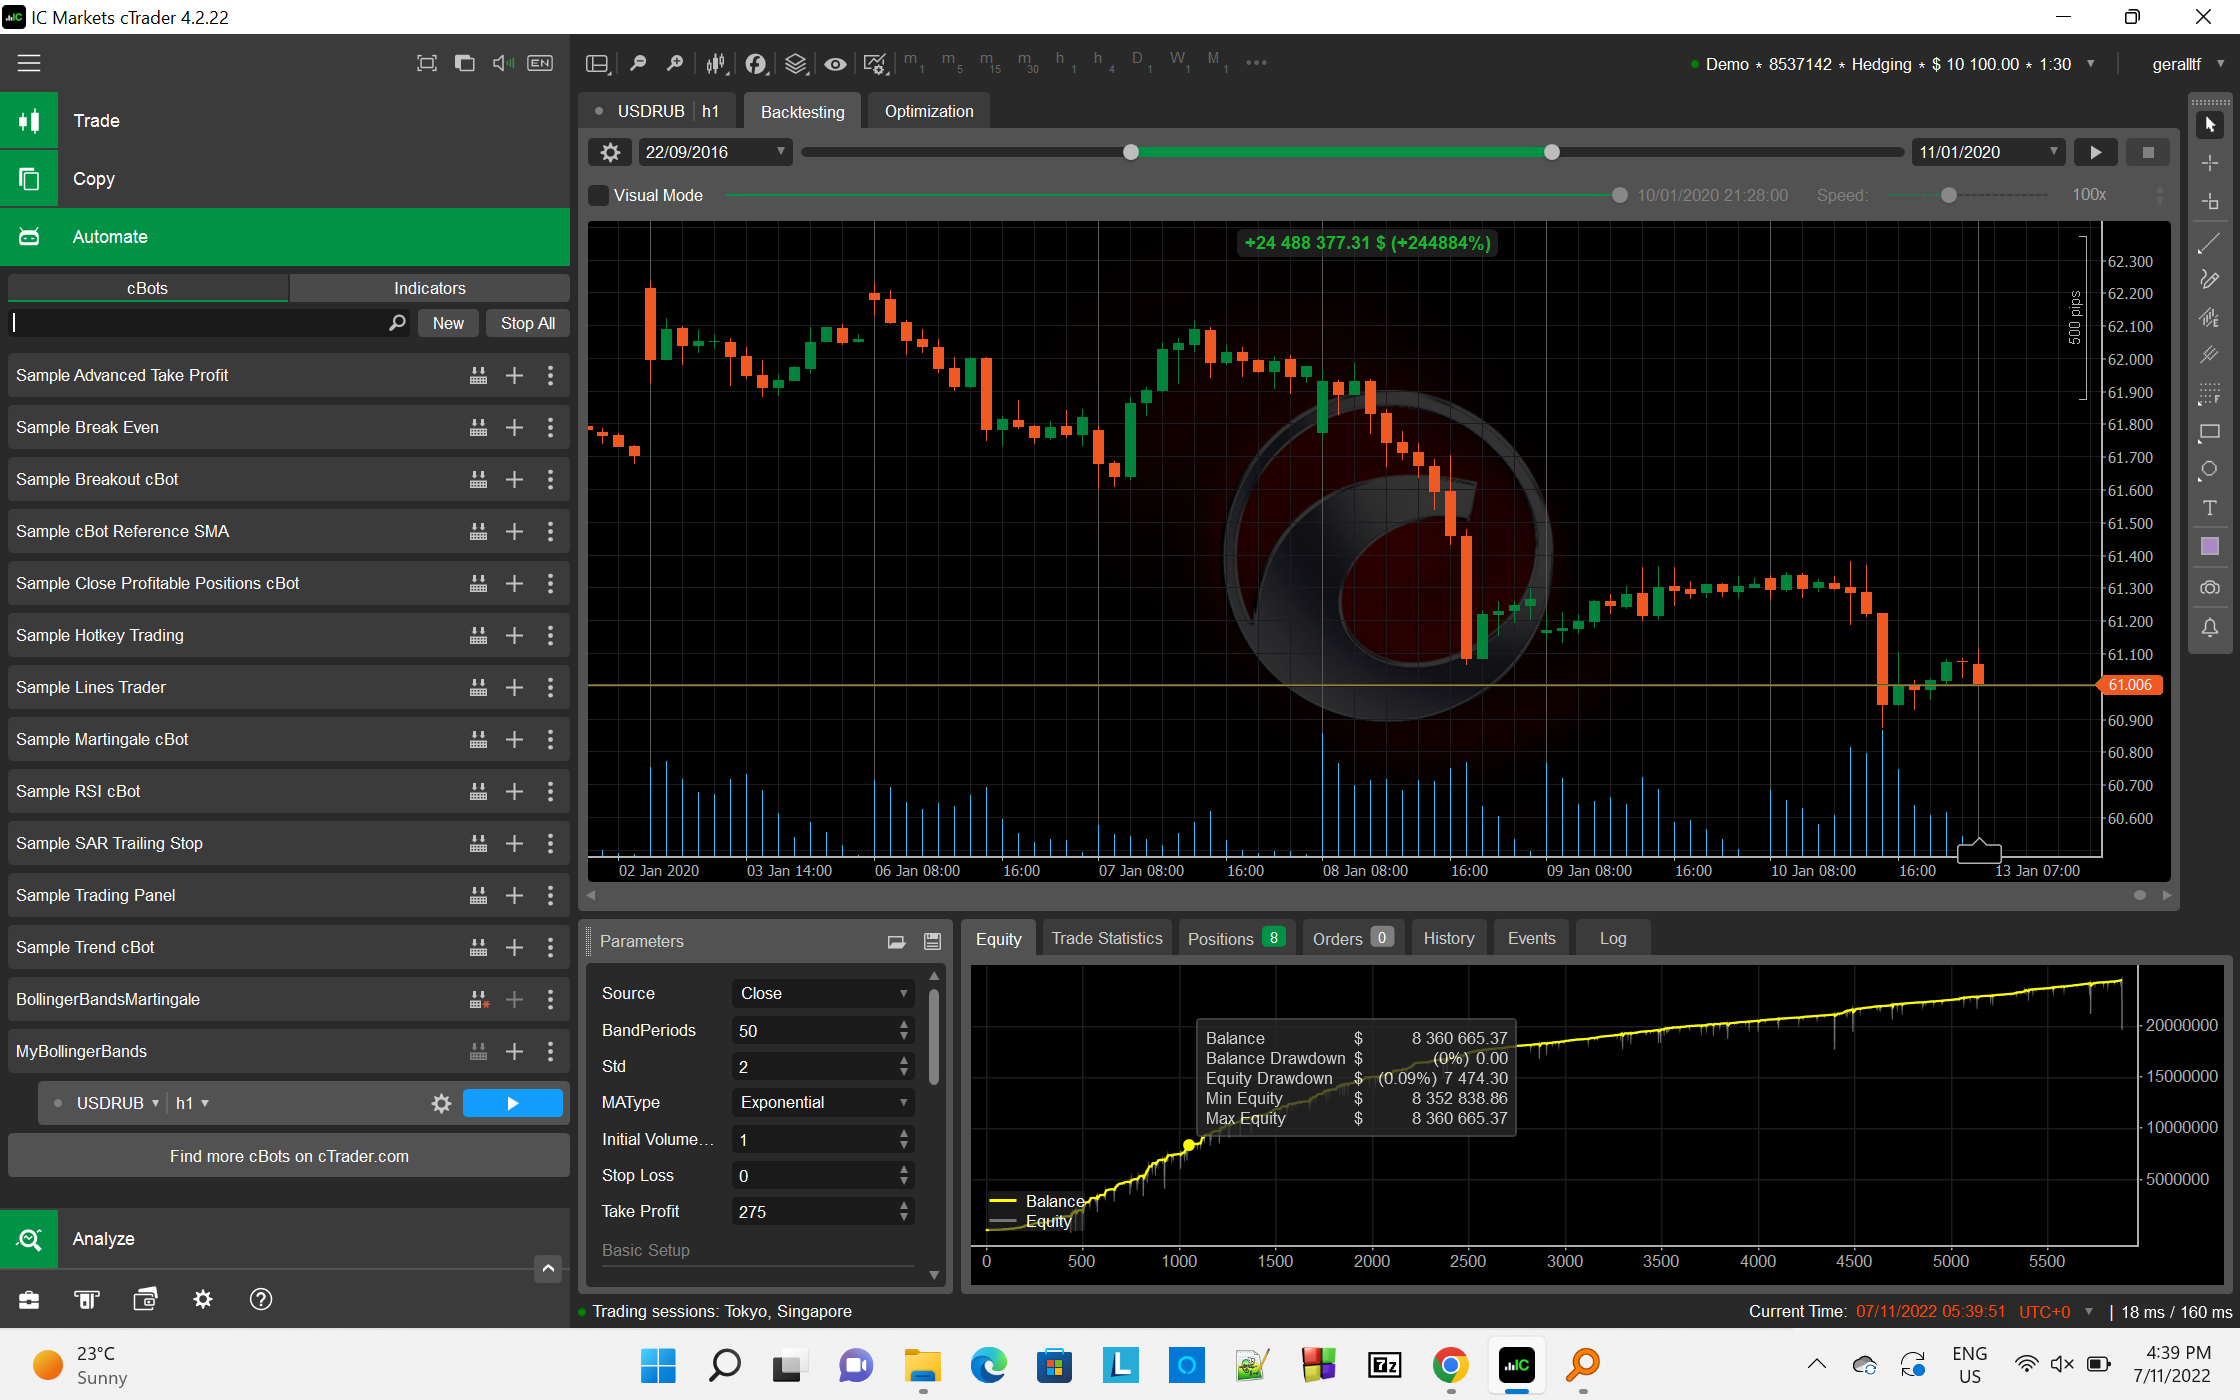 IC Markets cTrader 4.2.22
EN
m1 m5 m15 m30 h1 h4 D1 W1 M1
Demo • 8537142 • Hedging • $ 10 100.00 • 1:30
geralltf
Trade
Copy
Automate
cBots Indicators
New Stop All
Sample Advanced Take Profit
Sample Break Even
Sample Breakout cBot
Sample cBot Reference SMA
Sample Close Profitable Positions cBot
Sample Hotkey Trading
Sample Lines Trader
Sample Martingale cBot
Sample RSI cBot
Sample SAR Trailing Stop
Sample Trading Panel
Sample Trend cBot
BollingerBandsMartingale
MyBollingerBands
USDRUB h1
Find more cBots on cTrader.com
Analyze
USDRUB h1 Backtesting Optimization
22/09/2016 11/01/2020
Visual Mode 10/01/2020 21:28:00 Speed: 100x
+24 488 377.31 $ (+244884%)
500 pips
62.300
62.200
62.100
62.000
61.900
61.800
61.700
61.600
61.500
61.400
61.300
61.200
61.100
61.006
60.900
60.800
60.700
60.600
02 Jan 2020 03 Jan 14:00 06 Jan 08:00 16:00 07 Jan 08:00 16:00 08 Jan 08:00 16:00 09 Jan 08:00 16:00 10 Jan 08:00 16:00 13 Jan 07:00
E
F
T
Parameters
Source Close
BandPeriods 50
Std 2
MAType Exponential
Initial Volume... 1
Stop Loss 0
Take Profit 275
Basic Setup
Equity Trade Statistics Positions 8 Orders 0 History Events Log
Balance $ 8 360 665.37
Balance Drawdown $ (0%) 0.00
Equity Drawdown $ (0.09%) 7 474.30
Min Equity $ 8 352 838.86
Max Equity $ 8 360 665.37
20000000
15000000
10000000
5000000
Balance
Equity
0 500 1000 1500 2000 2500 3000 3500 4000 4500 5000 5500
Trading sessions: Tokyo, Singapore
Current Time: 07/11/2022 05:39:51 UTC+0 | 18 ms / 160 ms
23°C
Sunny
L
7z
IC
ENG
US
4:39 PM
7/11/2022